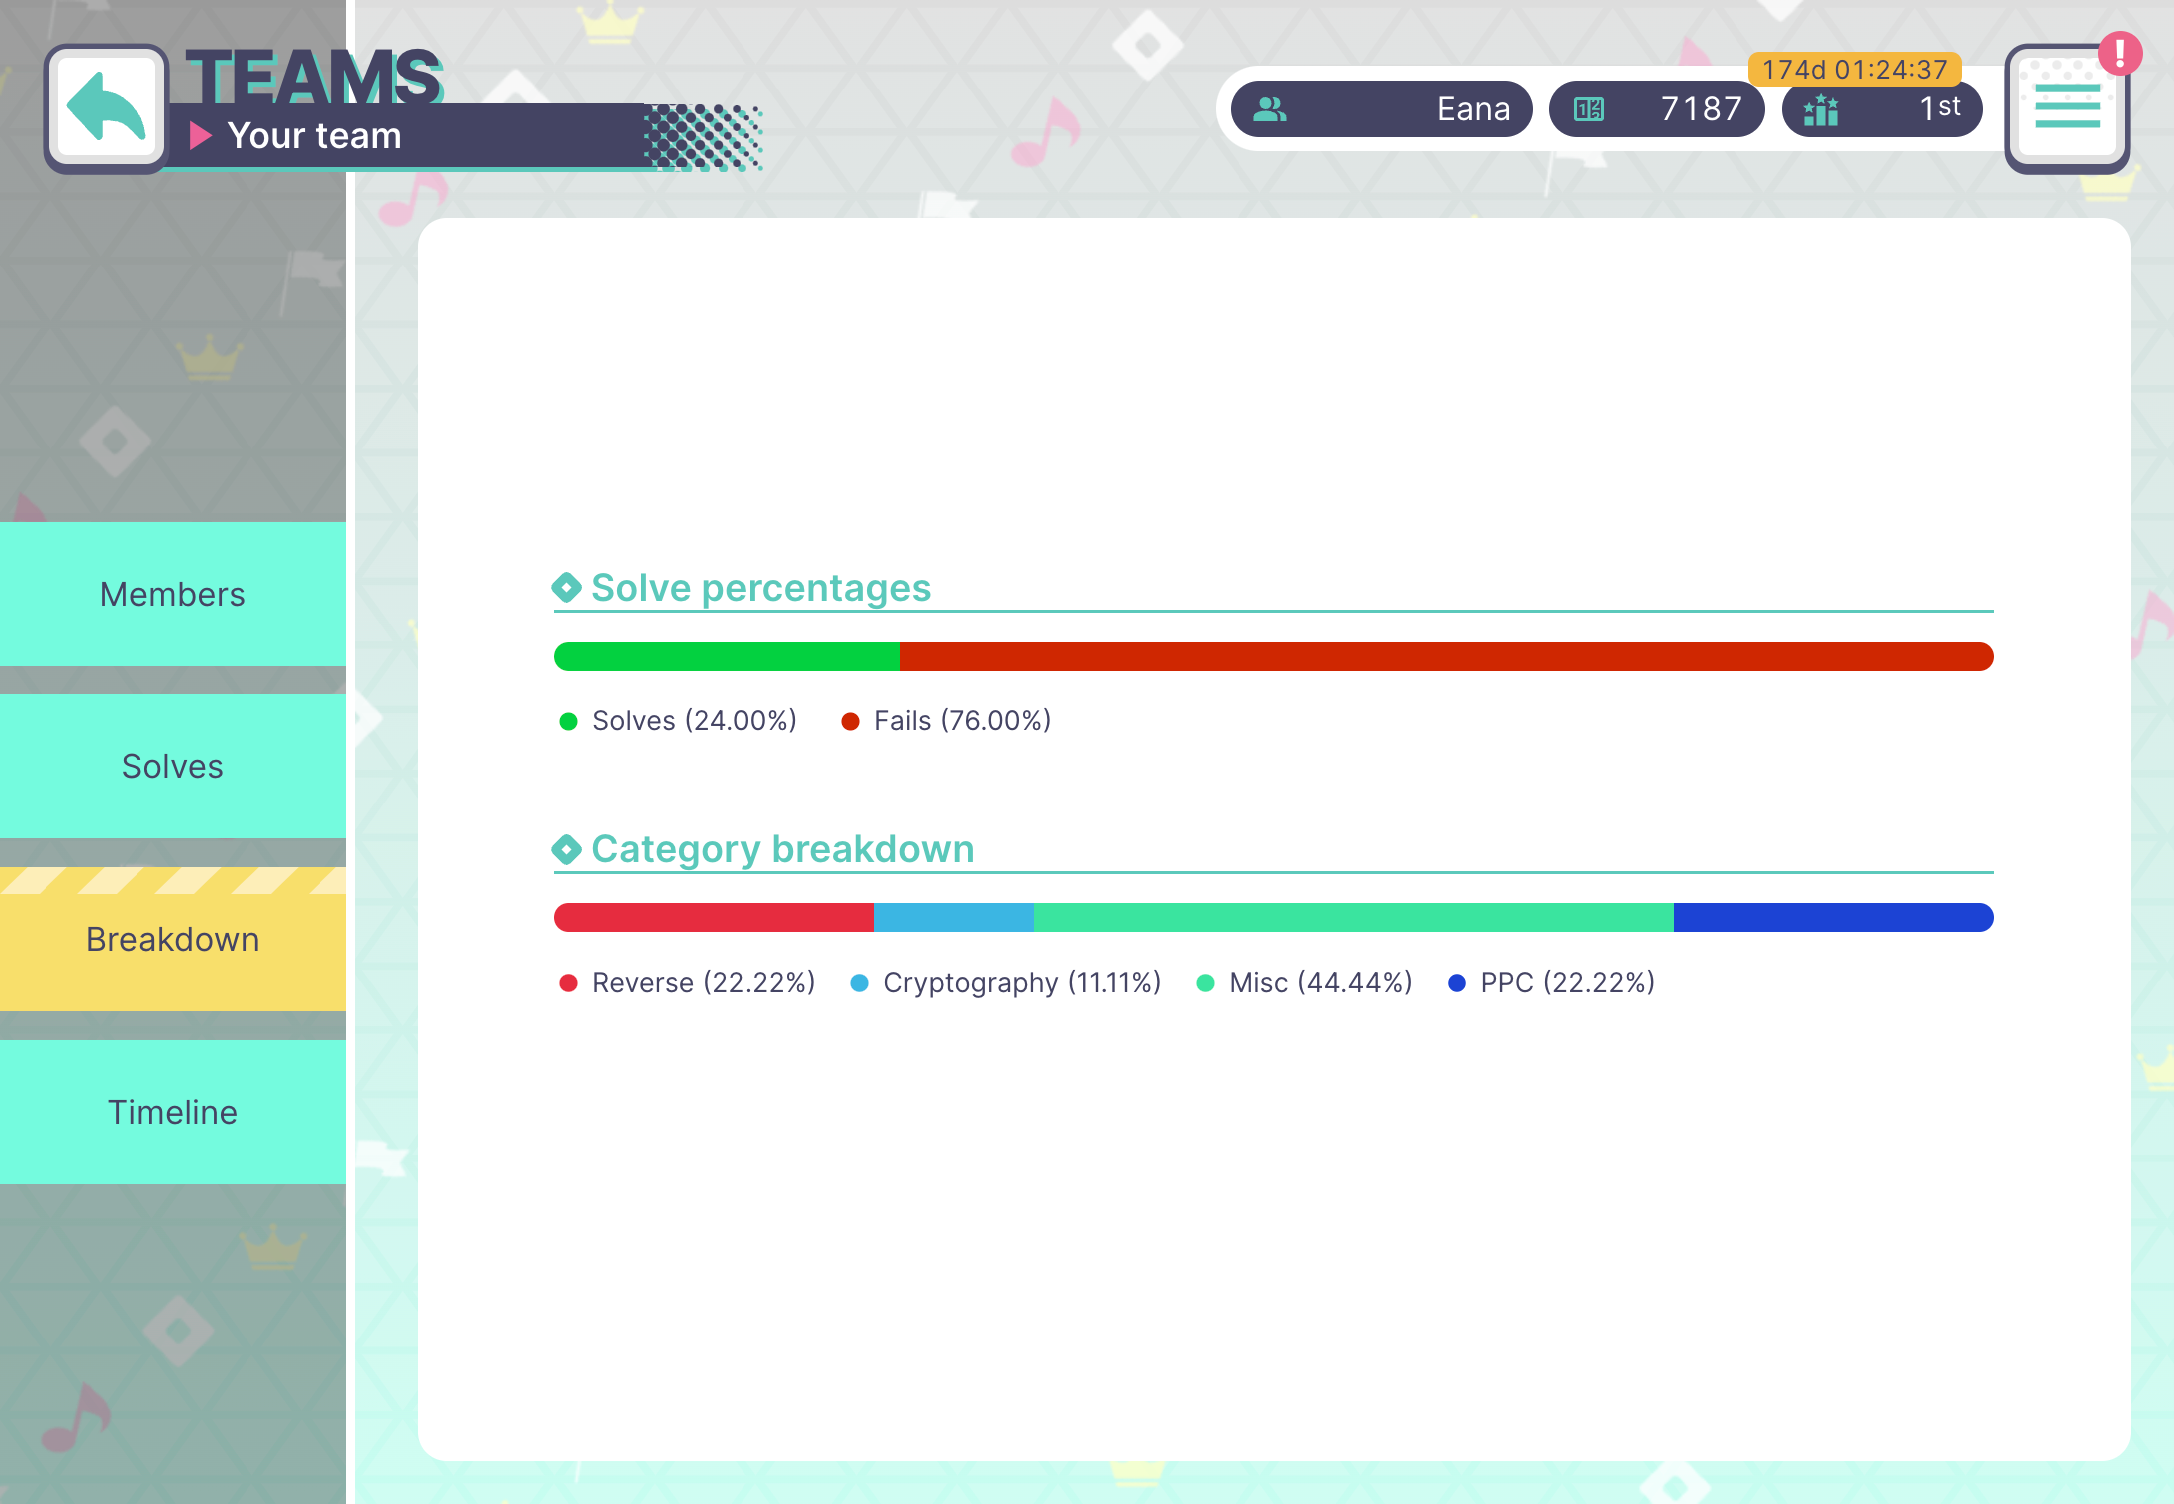 TEAMS
Your team
Eana
7187
174d 01:24:37
1st
!
Members
Solves
Breakdown
Timeline
Solve percentages
Solves (24.00%) Fails (76.00%)
Category breakdown
Reverse (22.22%) Cryptography (11.11%) Misc (44.44%) PPC (22.22%)